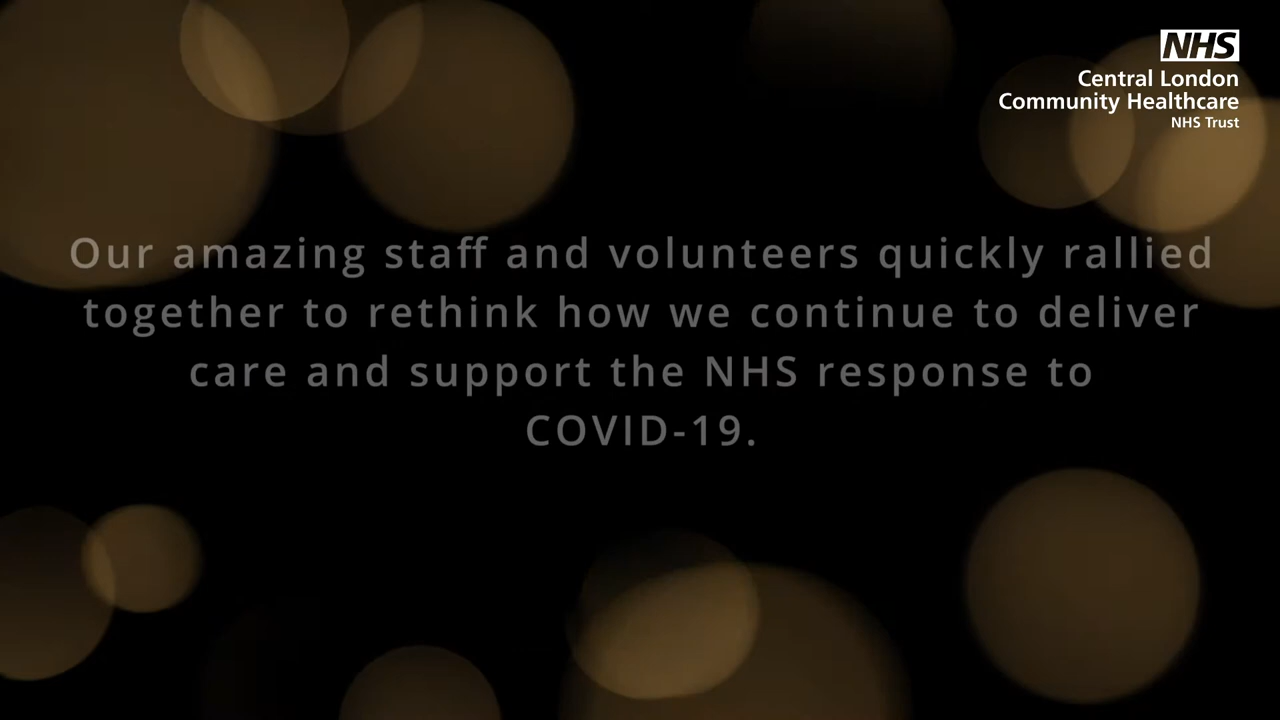 NHS
Central London
Community Healthcare
NHS Trust
Our amazing staff and volunteers quickly rallied
together to rethink how we continue to deliver
care and support the NHS response to
COVID-19.